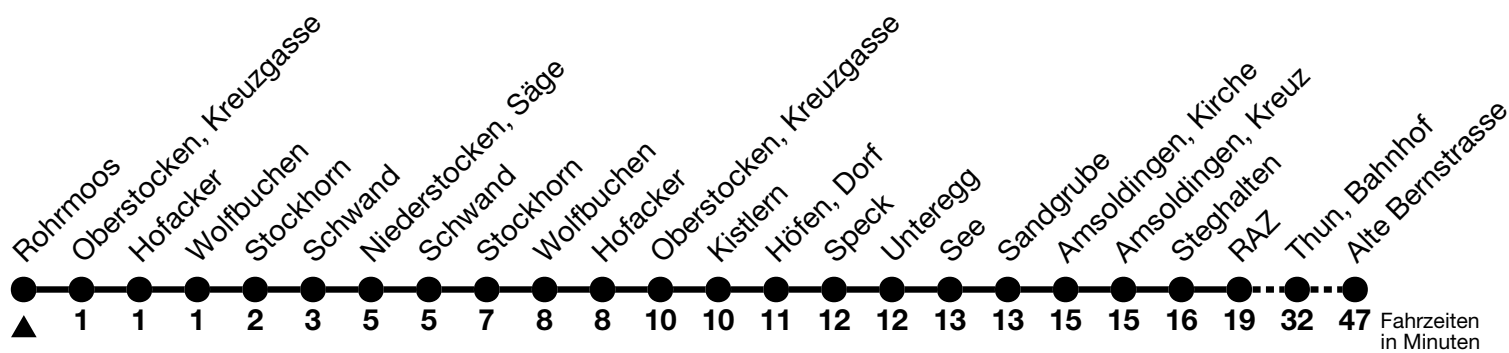 Rohrmoos
Oberstocken, Kreuzgasse
Hofacker
Wolfbuchen
Stockhorn
Schwand
Niederstocken, Säge
Schwand
Stockhorn
Wolfbuchen
Hofacker
Oberstocken, Kreuzgasse
Kistlern
Höfen, Dorf
Speck
Unteregg
See
Sandgrube
Amsoldingen, Kirche
Amsoldingen, Kreuz
Steghalten
RAZ
Thun, Bahnhof
Alte Bernstrasse
1 1 1 2 3 5 5 7 8 8 10 10 11 12 12 13 13 15 15 16 19 32 47 Fahrzeiten
in Minuten